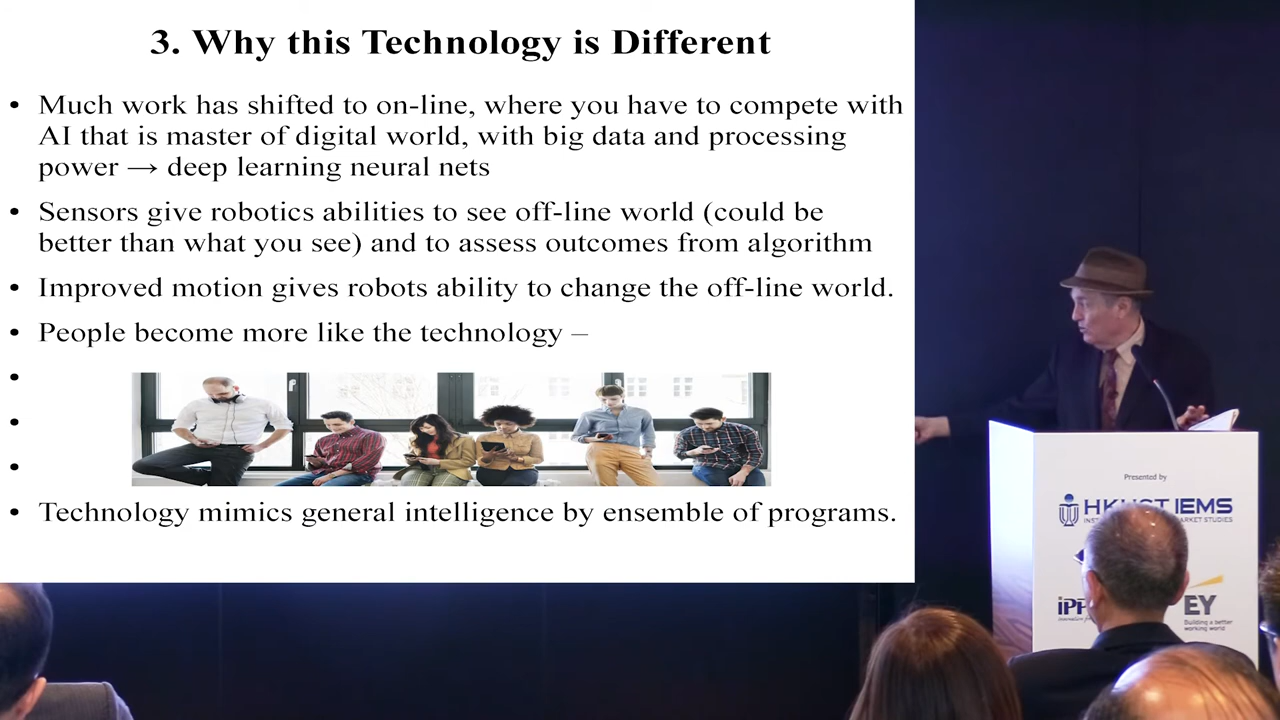 3. Why this Technology is Different
• Much work has shifted to on-line, where you have to compete with
AI that is master of digital world, with big data and processing
power → deep learning neural nets
• Sensors give robotics abilities to see off-line world (could be
better than what you see) and to assess outcomes from algorithm
• Improved motion gives robots ability to change the off-line world.
• People become more like the technology –
•
•
•
• Technology mimics general intelligence by ensemble of programs.
Presented by
IEMS
EY
Building a better
working world